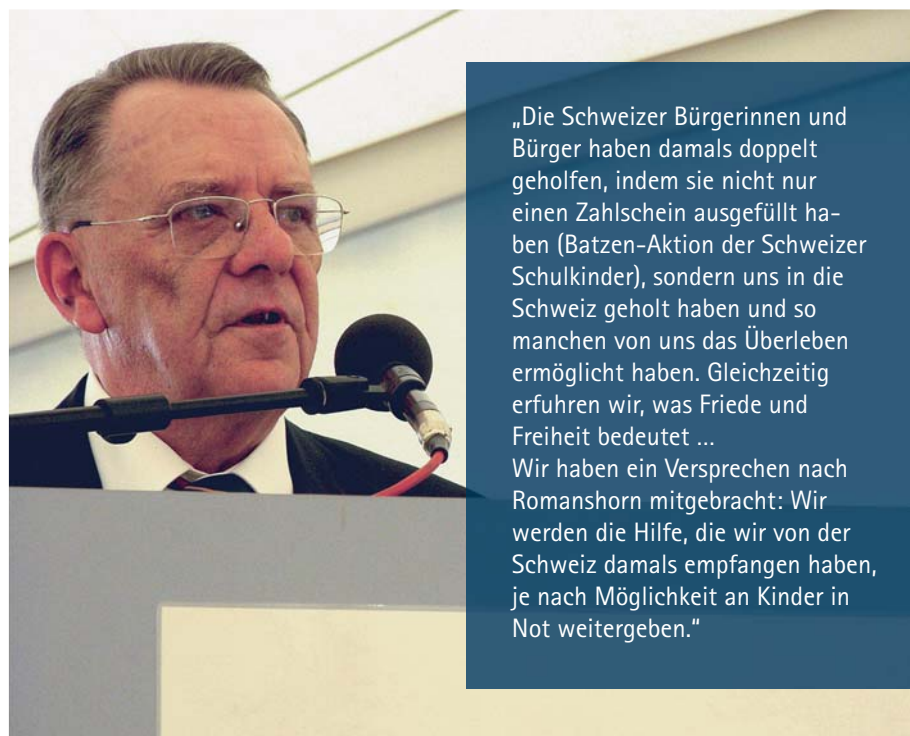 „Die Schweizer Bürgerinnen und
Bürger haben damals doppelt
geholfen, indem sie nicht nur
einen Zahlschein ausgefüllt ha-
ben (Batzen-Aktion der Schweizer
Schulkinder), sondern uns in die
Schweiz geholt haben und so
manchen von uns das Überleben
ermöglicht haben. Gleichzeitig
erfuhren wir, was Friede und
Freiheit bedeutet ...
Wir haben ein Versprechen nach
Romanshorn mitgebracht: Wir
werden die Hilfe, die wir von der
Schweiz damals empfangen haben,
je nach Möglichkeit an Kinder in
Not weitergeben.“